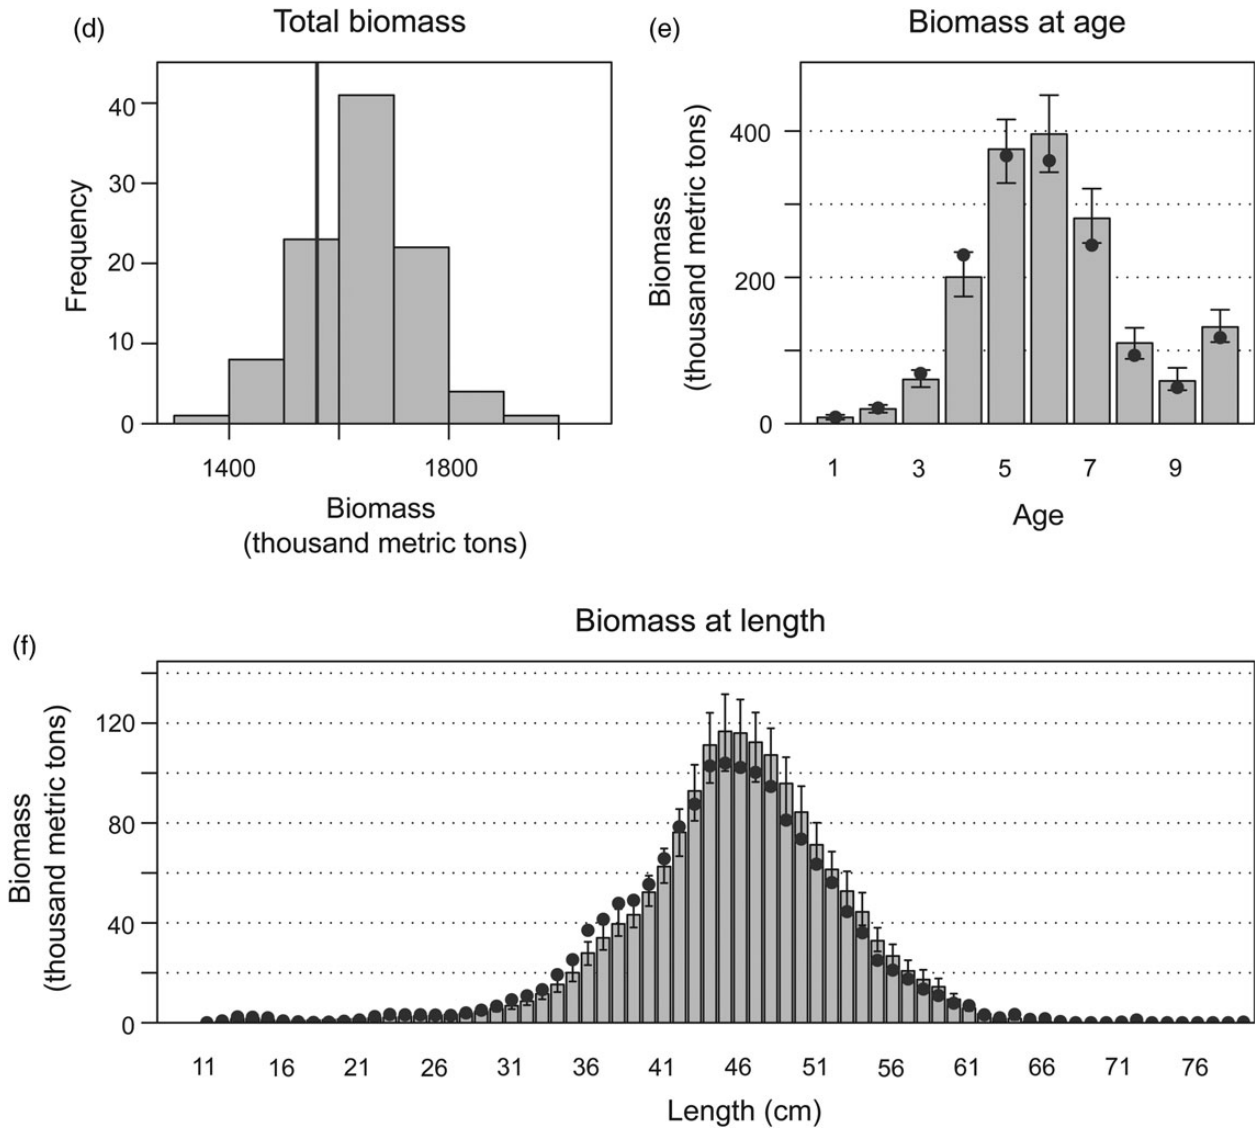 (d) Total biomass
Frequency
40
30
20
10
0
1400 1800
Biomass
(thousand metric tons)
(e) Biomass at age
Biomass
(thousand metric tons)
400
200
0
1 3 5 7 9
Age
(f) Biomass at length
Biomass
(thousand metric tons)
120
80
40
0
11 16 21 26 31 36 41 46 51 56 61 66 71 76
Length (cm)